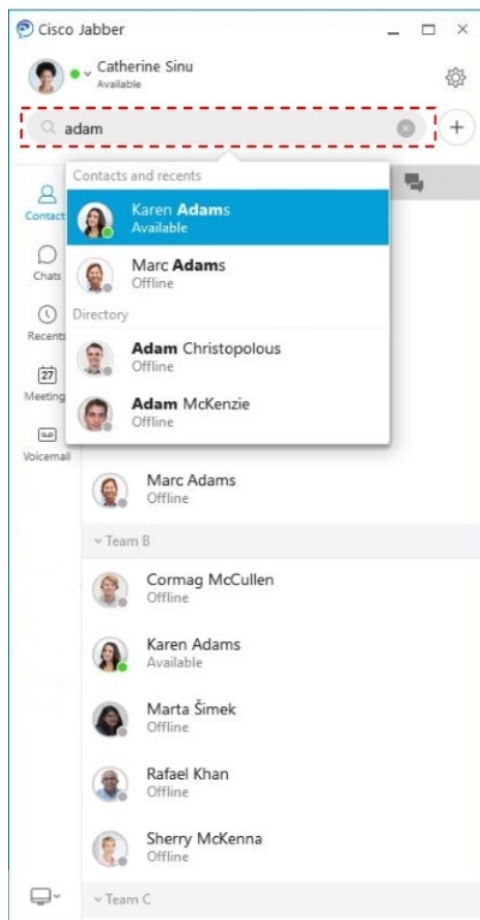 Cisco Jabber
Catherine Sinu
Available
adam
Contacts and recents
Karen Adams
Available
Marc Adams
Offline
Directory
Adam Christopolous
Offline
Adam McKenzie
Offline
Contact
Chats
Recents
27
Meeting
Voicemail
Marc Adams
Offline
Team B
Cormag McCullen
Offline
Karen Adams
Available
Marta Šimek
Offline
Rafael Khan
Offline
Sherry McKenna
Offline
Team C